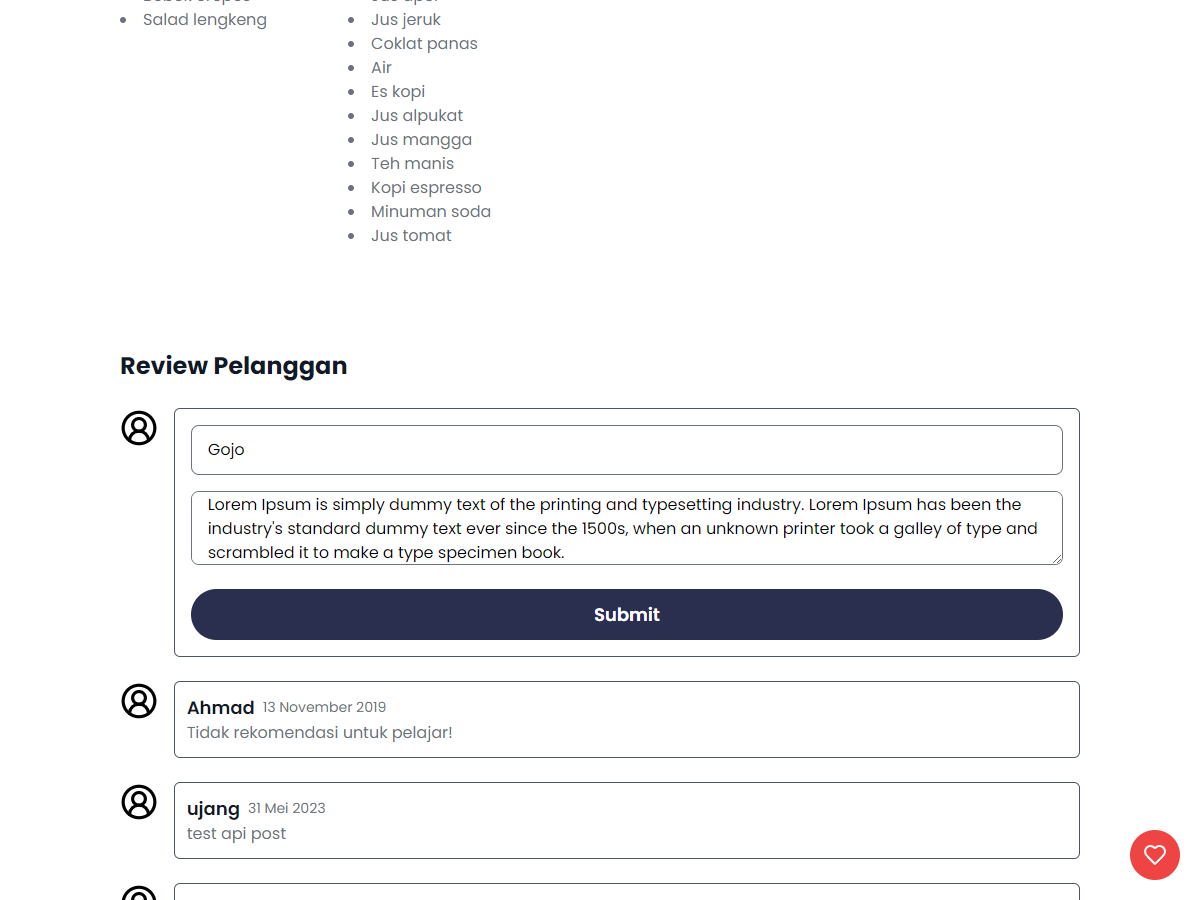 Salad lengkeng
Jus jeruk
Coklat panas
Air
Es kopi
Jus alpukat
Jus mangga
Teh manis
Kopi espresso
Minuman soda
Jus tomat
Review Pelanggan
Gojo
Lorem Ipsum is simply dummy text of the printing and typesetting industry. Lorem Ipsum has been the
industry's standard dummy text ever since the 1500s, when an unknown printer took a galley of type and
scrambled it to make a type specimen book.
Submit
Ahmad 13 November 2019
Tidak rekomendasi untuk pelajar!
ujang 31 Mei 2023
test api post